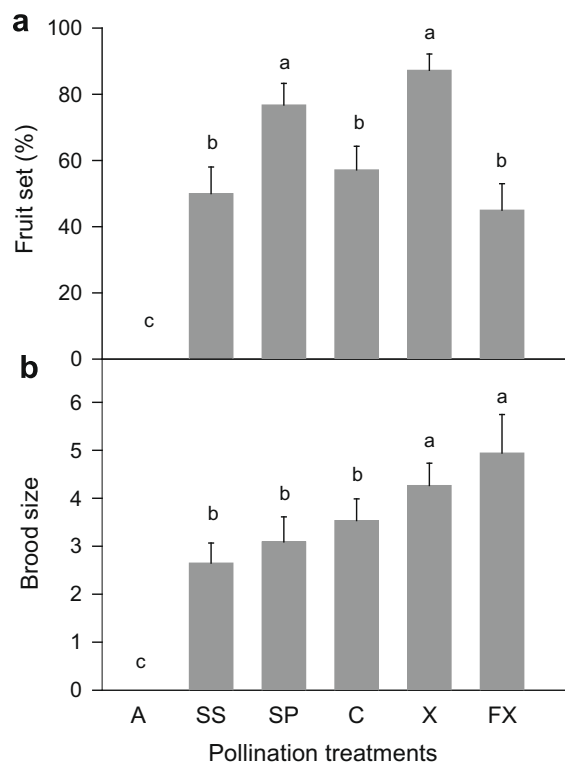 a
100
80
60
40
20
0
Fruit set (%)
c
b
a
b
a
b
b
6
5
4
3
2
1
0
Brood size
c
b
b
b
a
a
A SS SP C X FX
Pollination treatments